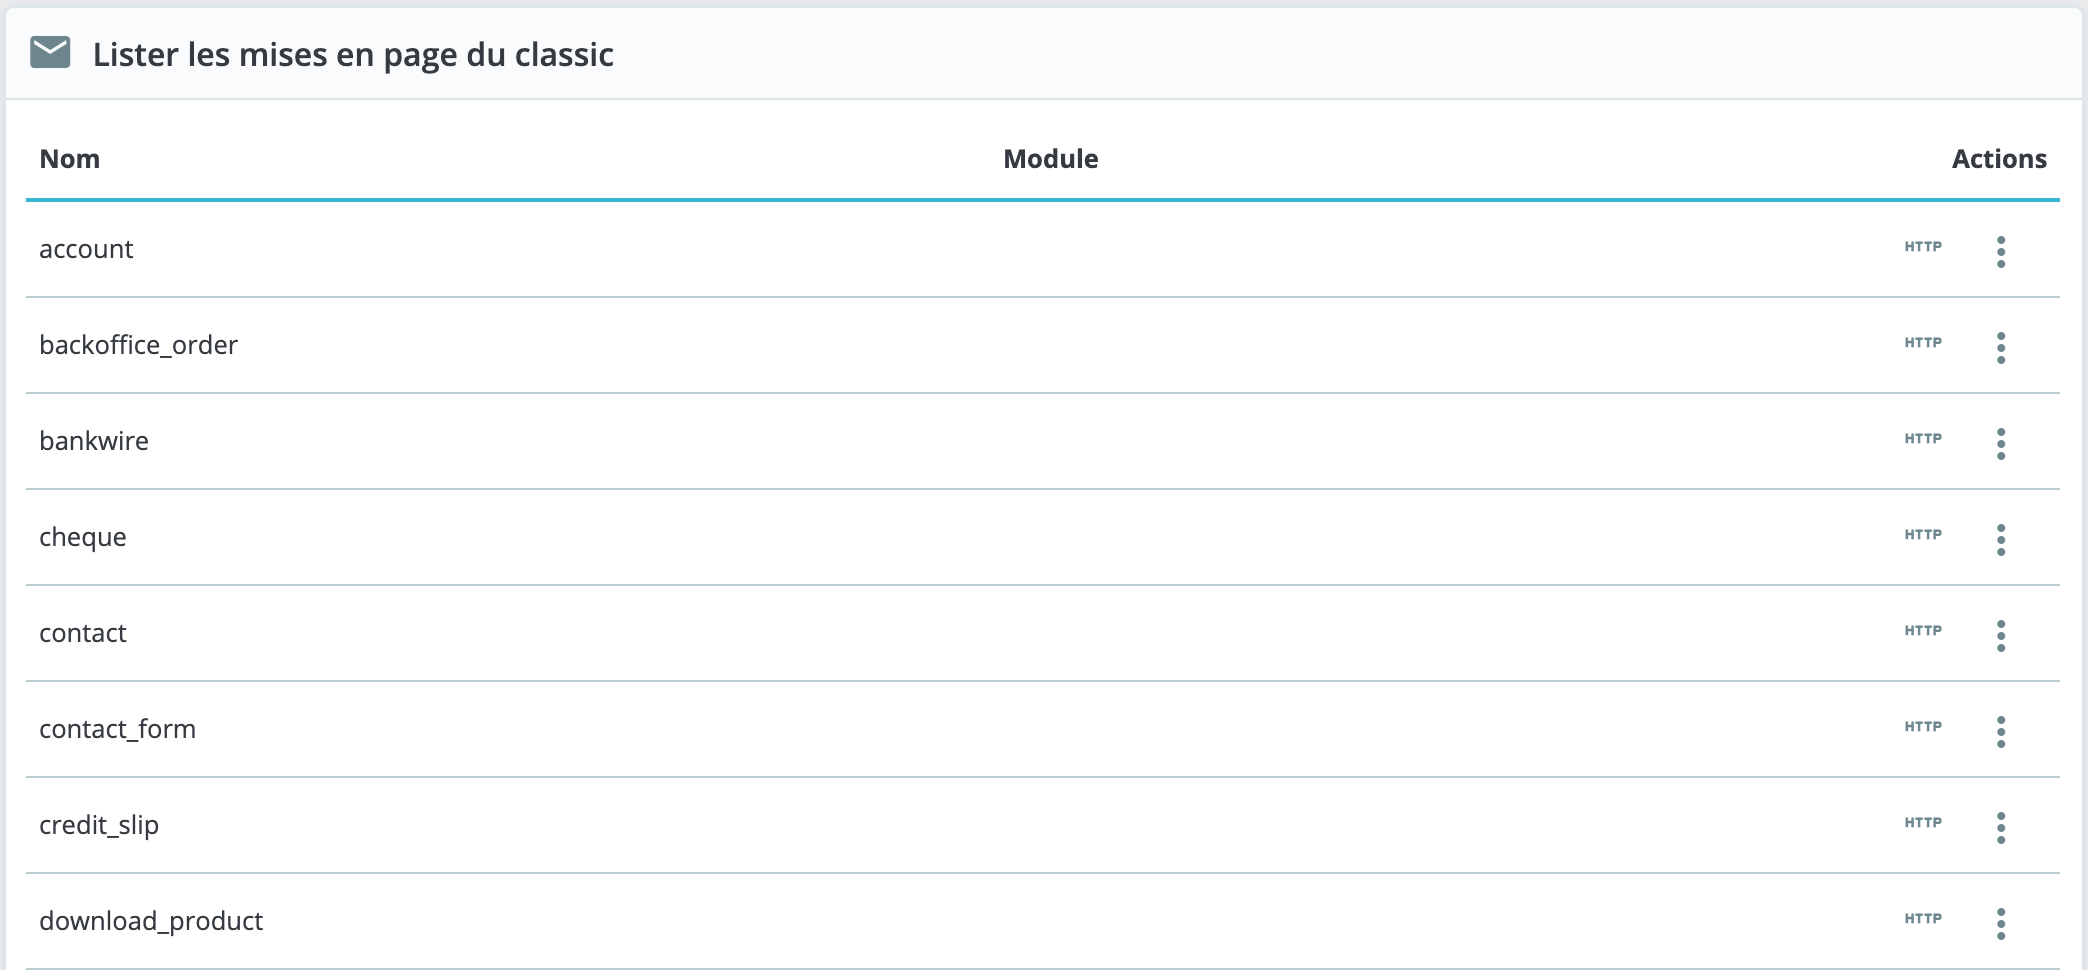 Lister les mises en page du classic
Nom Module Actions
account HTTP
backoffice_order HTTP
bankwire HTTP
cheque HTTP
contact HTTP
contact_form HTTP
credit_slip HTTP
download_product HTTP